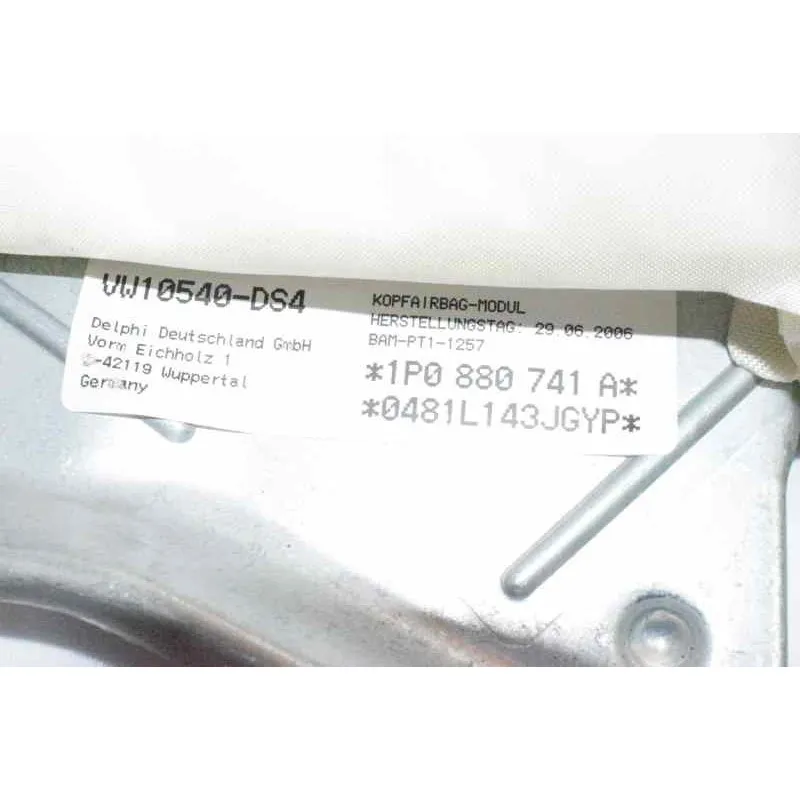 VW10540-DS4
Delphi Deutschland GmbH
Vorm Eichholz 1
-42119 Wuppertal
Germany
KOPFAIRBAG-MODUL
HERSTELLUNGSTAG: 29.06.2006
BAM-PT1-1257
*1P0 880 741 A*
*0481L143JGYP*